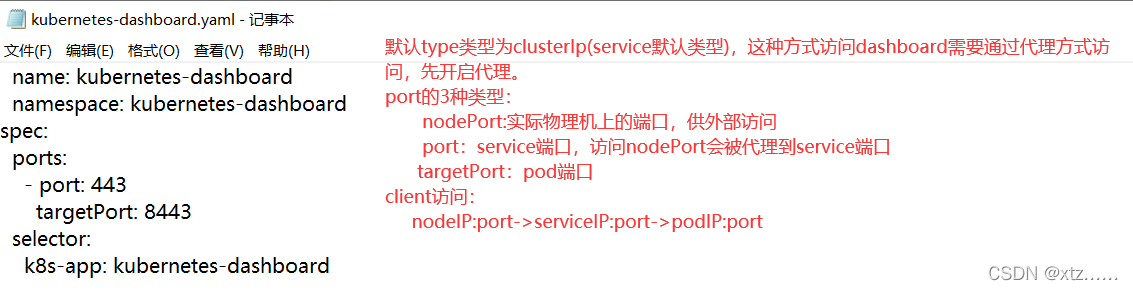 kubernetes-dashboard.yaml - 记事本
文件(F) 编辑(E) 格式(O) 查看(V) 帮助(H)
name: kubernetes-dashboard
namespace: kubernetes-dashboard
spec:
ports:
- port: 443
targetPort: 8443
selector:
k8s-app: kubernetes-dashboard
默认type类型为clusterIp(service默认类型)，这种方式访问dashboard需要通过代理方式访
问，先开启代理。
port的3种类型：
nodePort:实际物理机上的端口，供外部访问
port：service端口，访问nodePort会被代理到service端口
targetPort：pod端口
client访问：
nodeIP:port->serviceIP:port->podIP:port
CSDN @xtz……